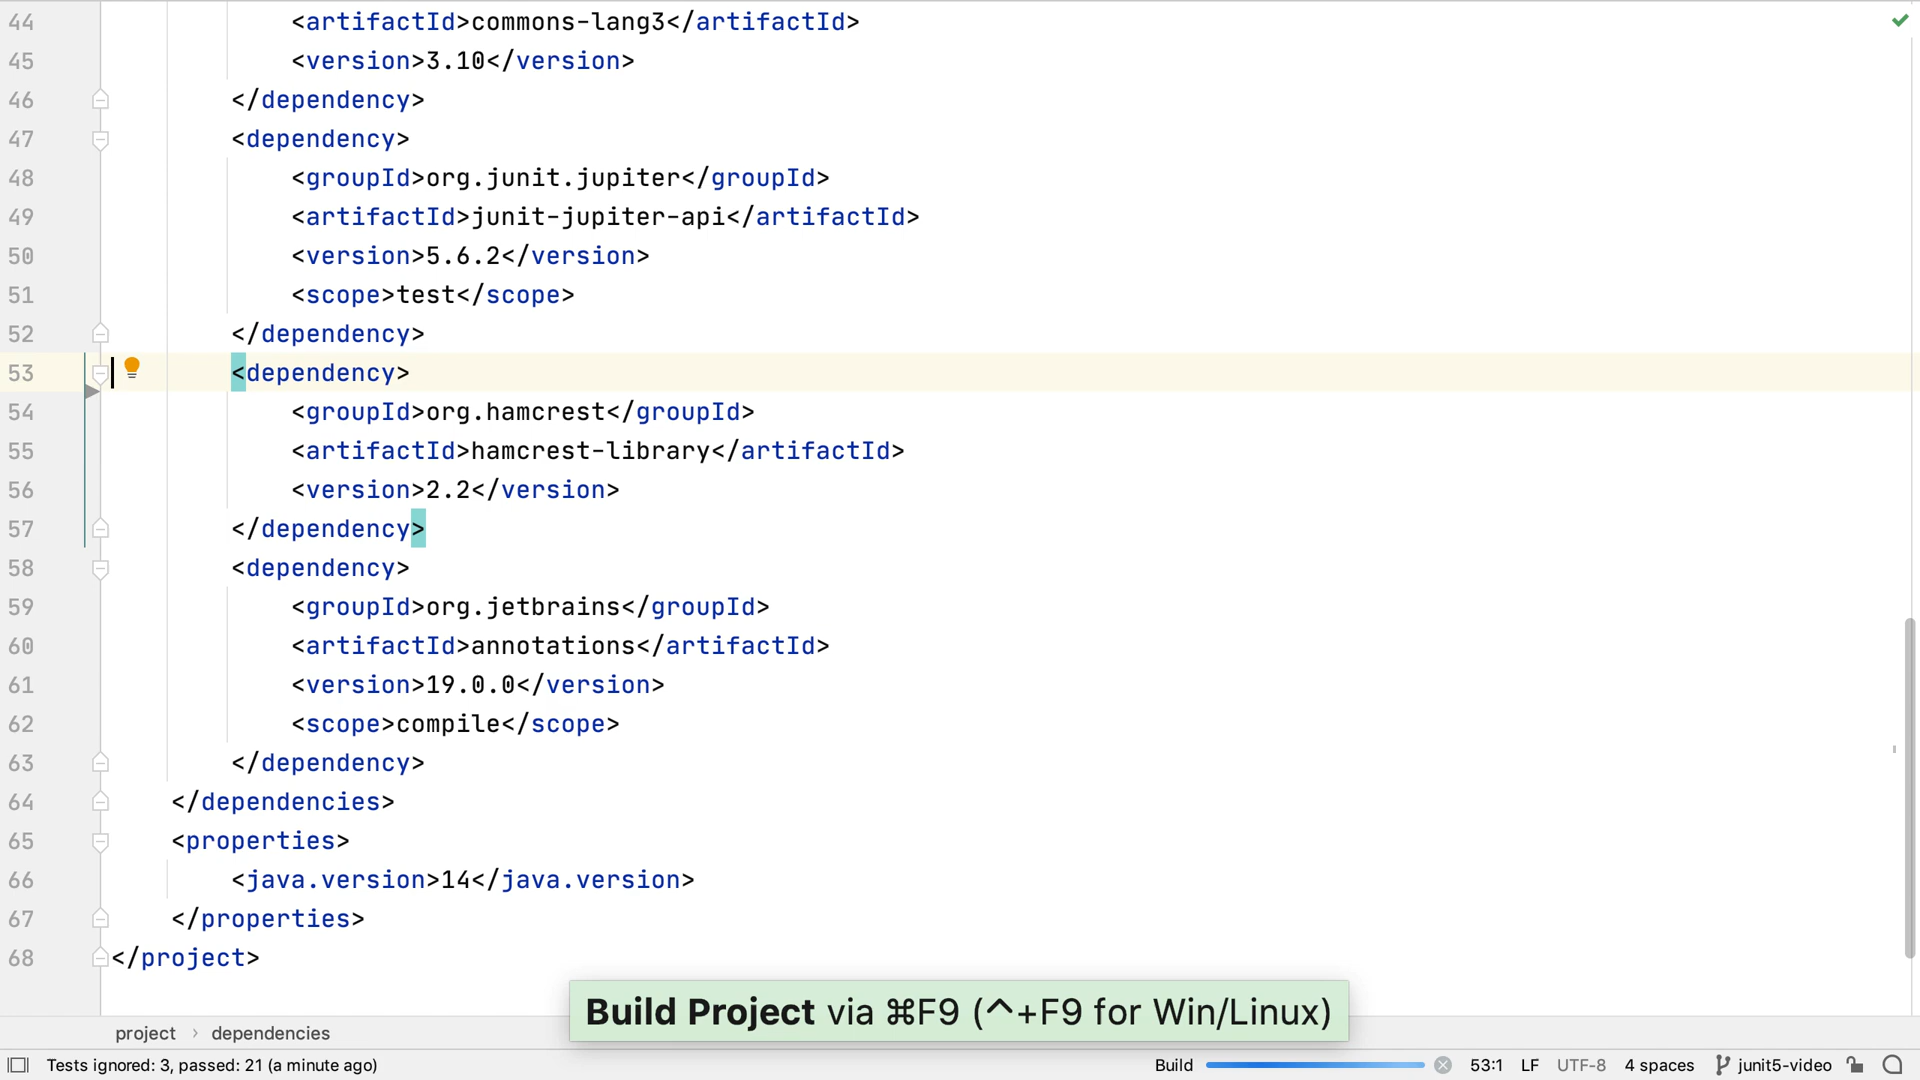 44 <artifactId>commons-lang3</artifactId>
45 <version>3.10</version>
46 </dependency>
47 <dependency>
48 <groupId>org.junit.jupiter</groupId>
49 <artifactId>junit-jupiter-api</artifactId>
50 <version>5.6.2</version>
51 <scope>test</scope>
52 </dependency>
53 <dependency>
54 <groupId>org.hamcrest</groupId>
55 <artifactId>hamcrest-library</artifactId>
56 <version>2.2</version>
57 </dependency>
58 <dependency>
59 <groupId>org.jetbrains</groupId>
60 <artifactId>annotations</artifactId>
61 <version>19.0.0</version>
62 <scope>compile</scope>
63 </dependency>
64 </dependencies>
65 <properties>
66 <java.version>14</java.version>
67 </properties>
68 </project>
Build Project via ⌘F9 (^+F9 for Win/Linux)
project › dependencies
Tests ignored: 3, passed: 21 (a minute ago) Build 53:1 LF UTF-8 4 spaces junit5-video